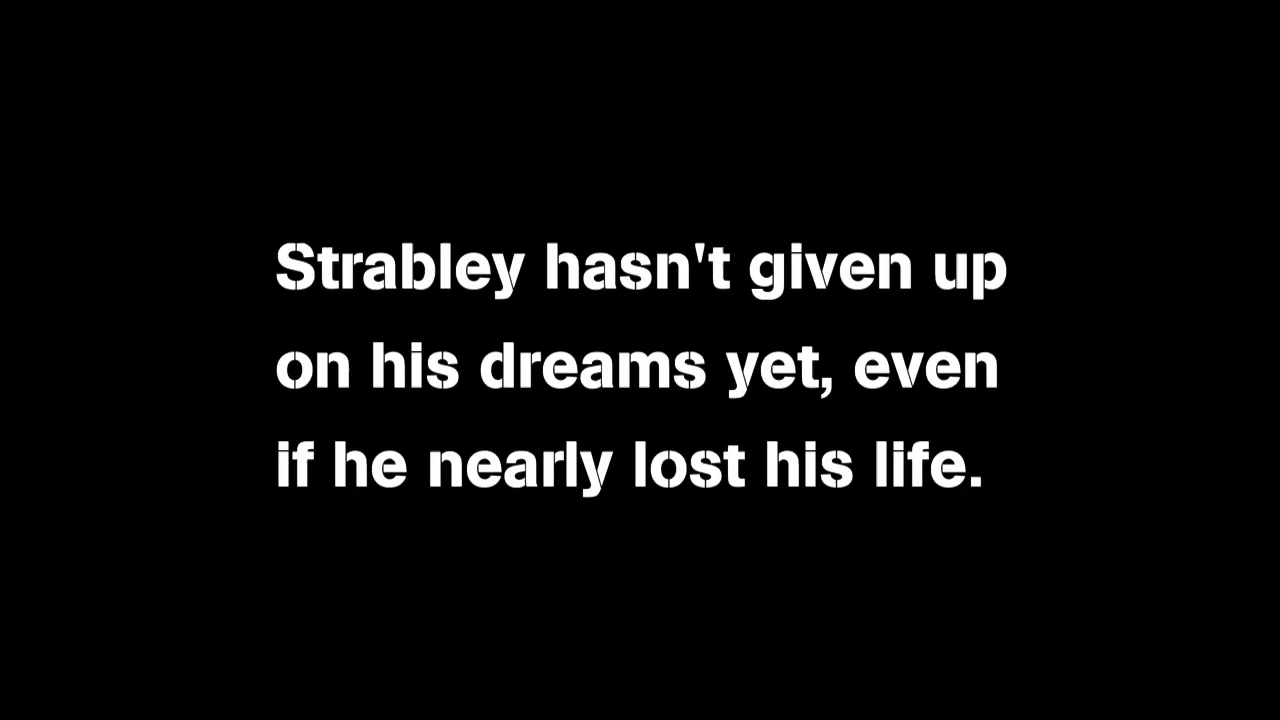 Strabley hasn't given up
on his dreams yet, even
if he nearly lost his life.